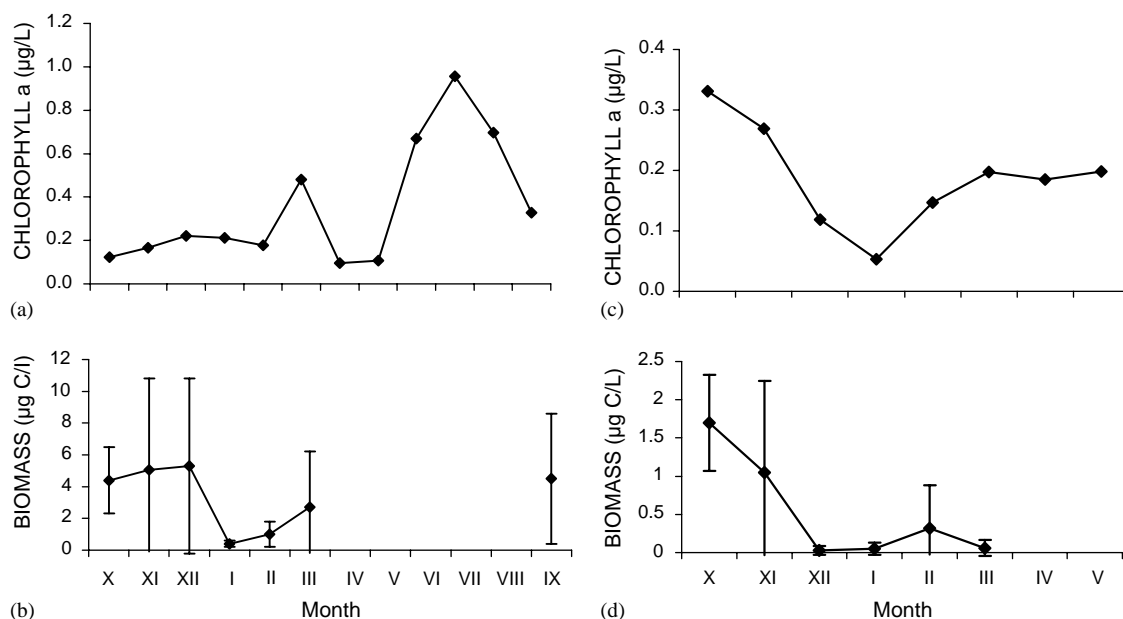 CHLOROPHYLL a (µg/L)
1.2
1.0
0.8
0.6
0.4
0.2
0.0
(a)
BIOMASS (µg C/l)
12
10
8
6
4
2
0
X XI XII I II III IV V VI VII VIII IX
(b)
Month
CHLOROPHYLL a (µg/L)
0.4
0.3
0.2
0.1
0.0
(c)
BIOMASS (µg C/L)
2.5
2
1.5
1
0.5
0
X XI XII I II III IV V
(d)
Month